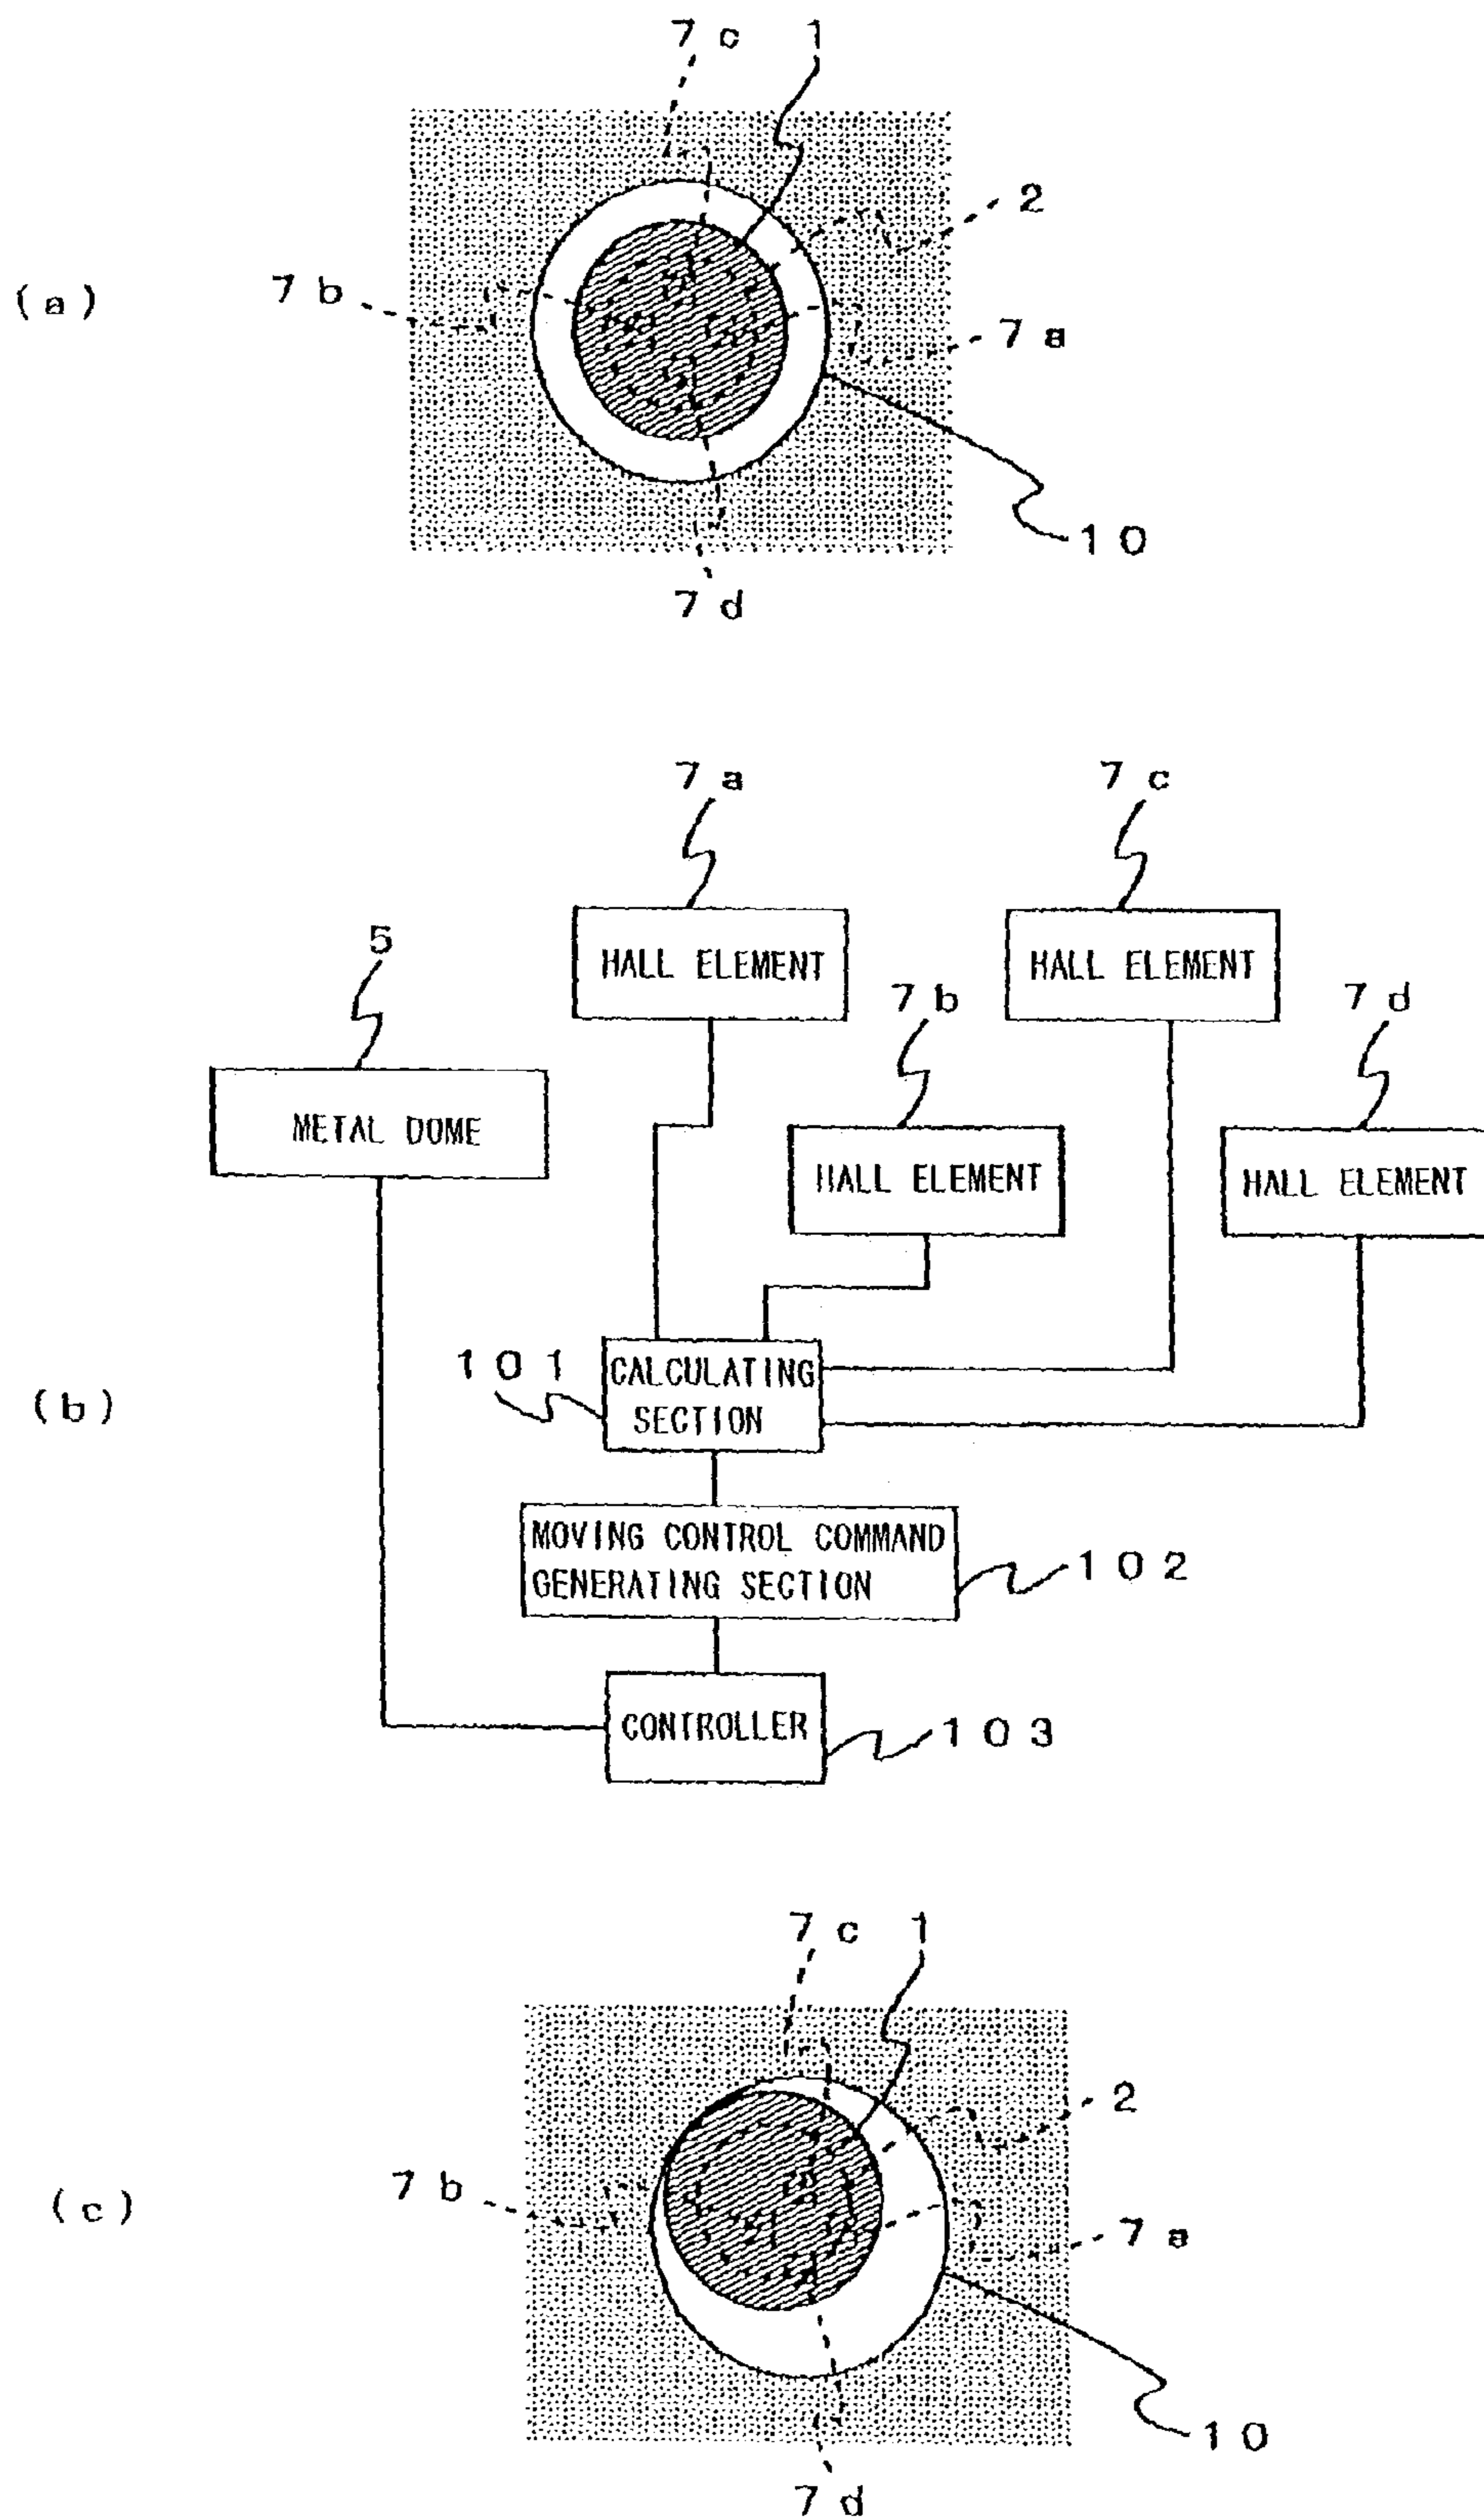 7c 1
2
(a)
7b
7a
10
7d
7a
7c
5
HALL ELEMENT
HALL ELEMENT
7b
7d
METAL DOME
HALL ELEMENT
HALL ELEMENT
101
CALCULATING
SECTION
(b)
MOVING CONTROL COMMAND
GENERATING SECTION
102
CONTROLLER
103
7c 1
2
7b
(c)
7a
10
7d